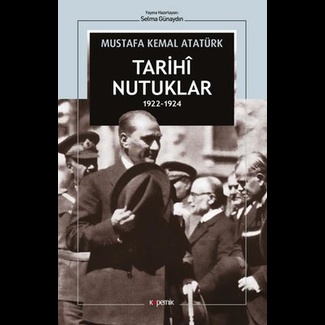 Yayına Hazırlayan:
Selma Günaydın
MUSTAFA KEMAL ATATÜRK
TARİHÎ
NUTUKLAR
1922-1924
kopernik